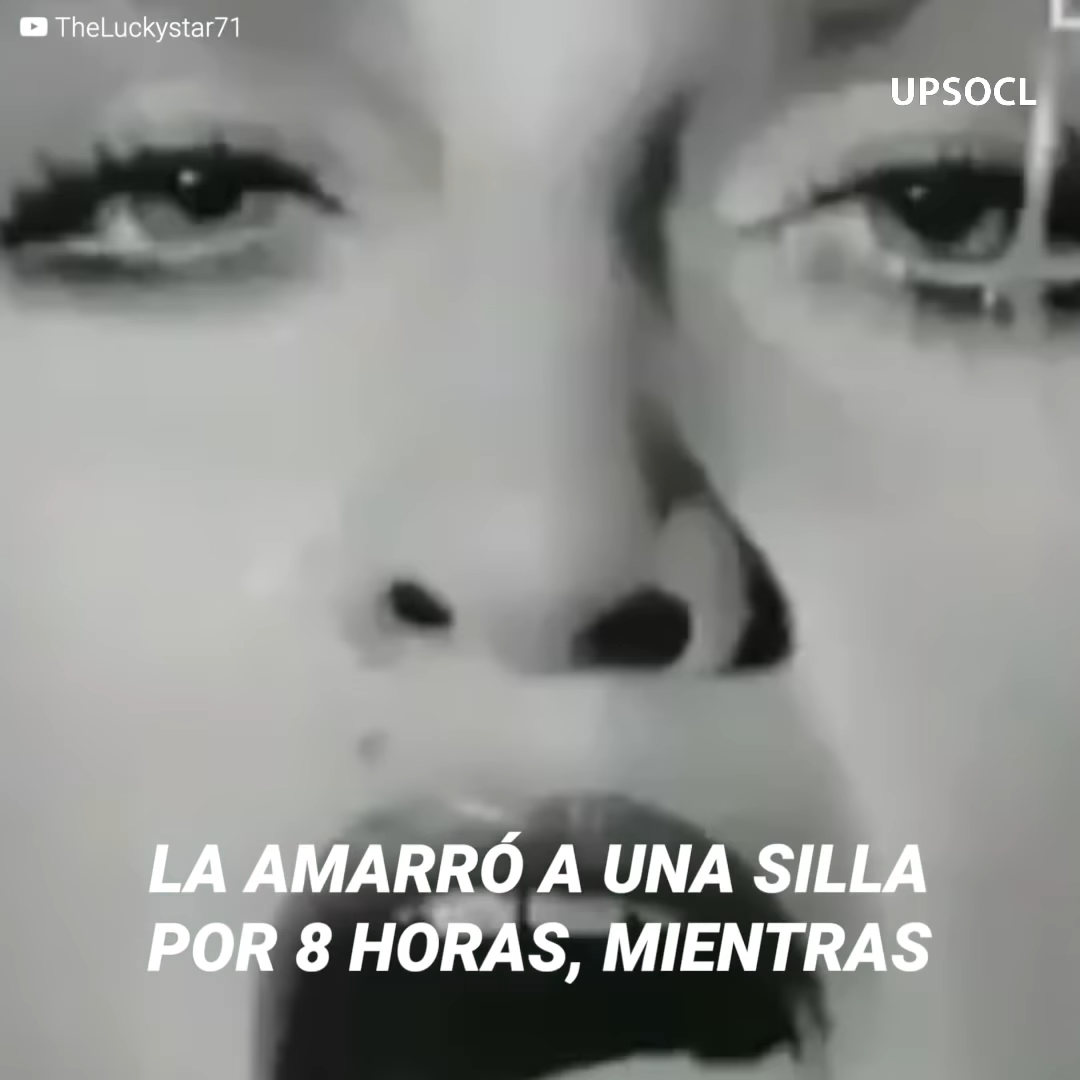 TheLuckystar71
UPSOCL
LA AMARRÓ A UNA SILLA
POR 8 HORAS, MIENTRAS